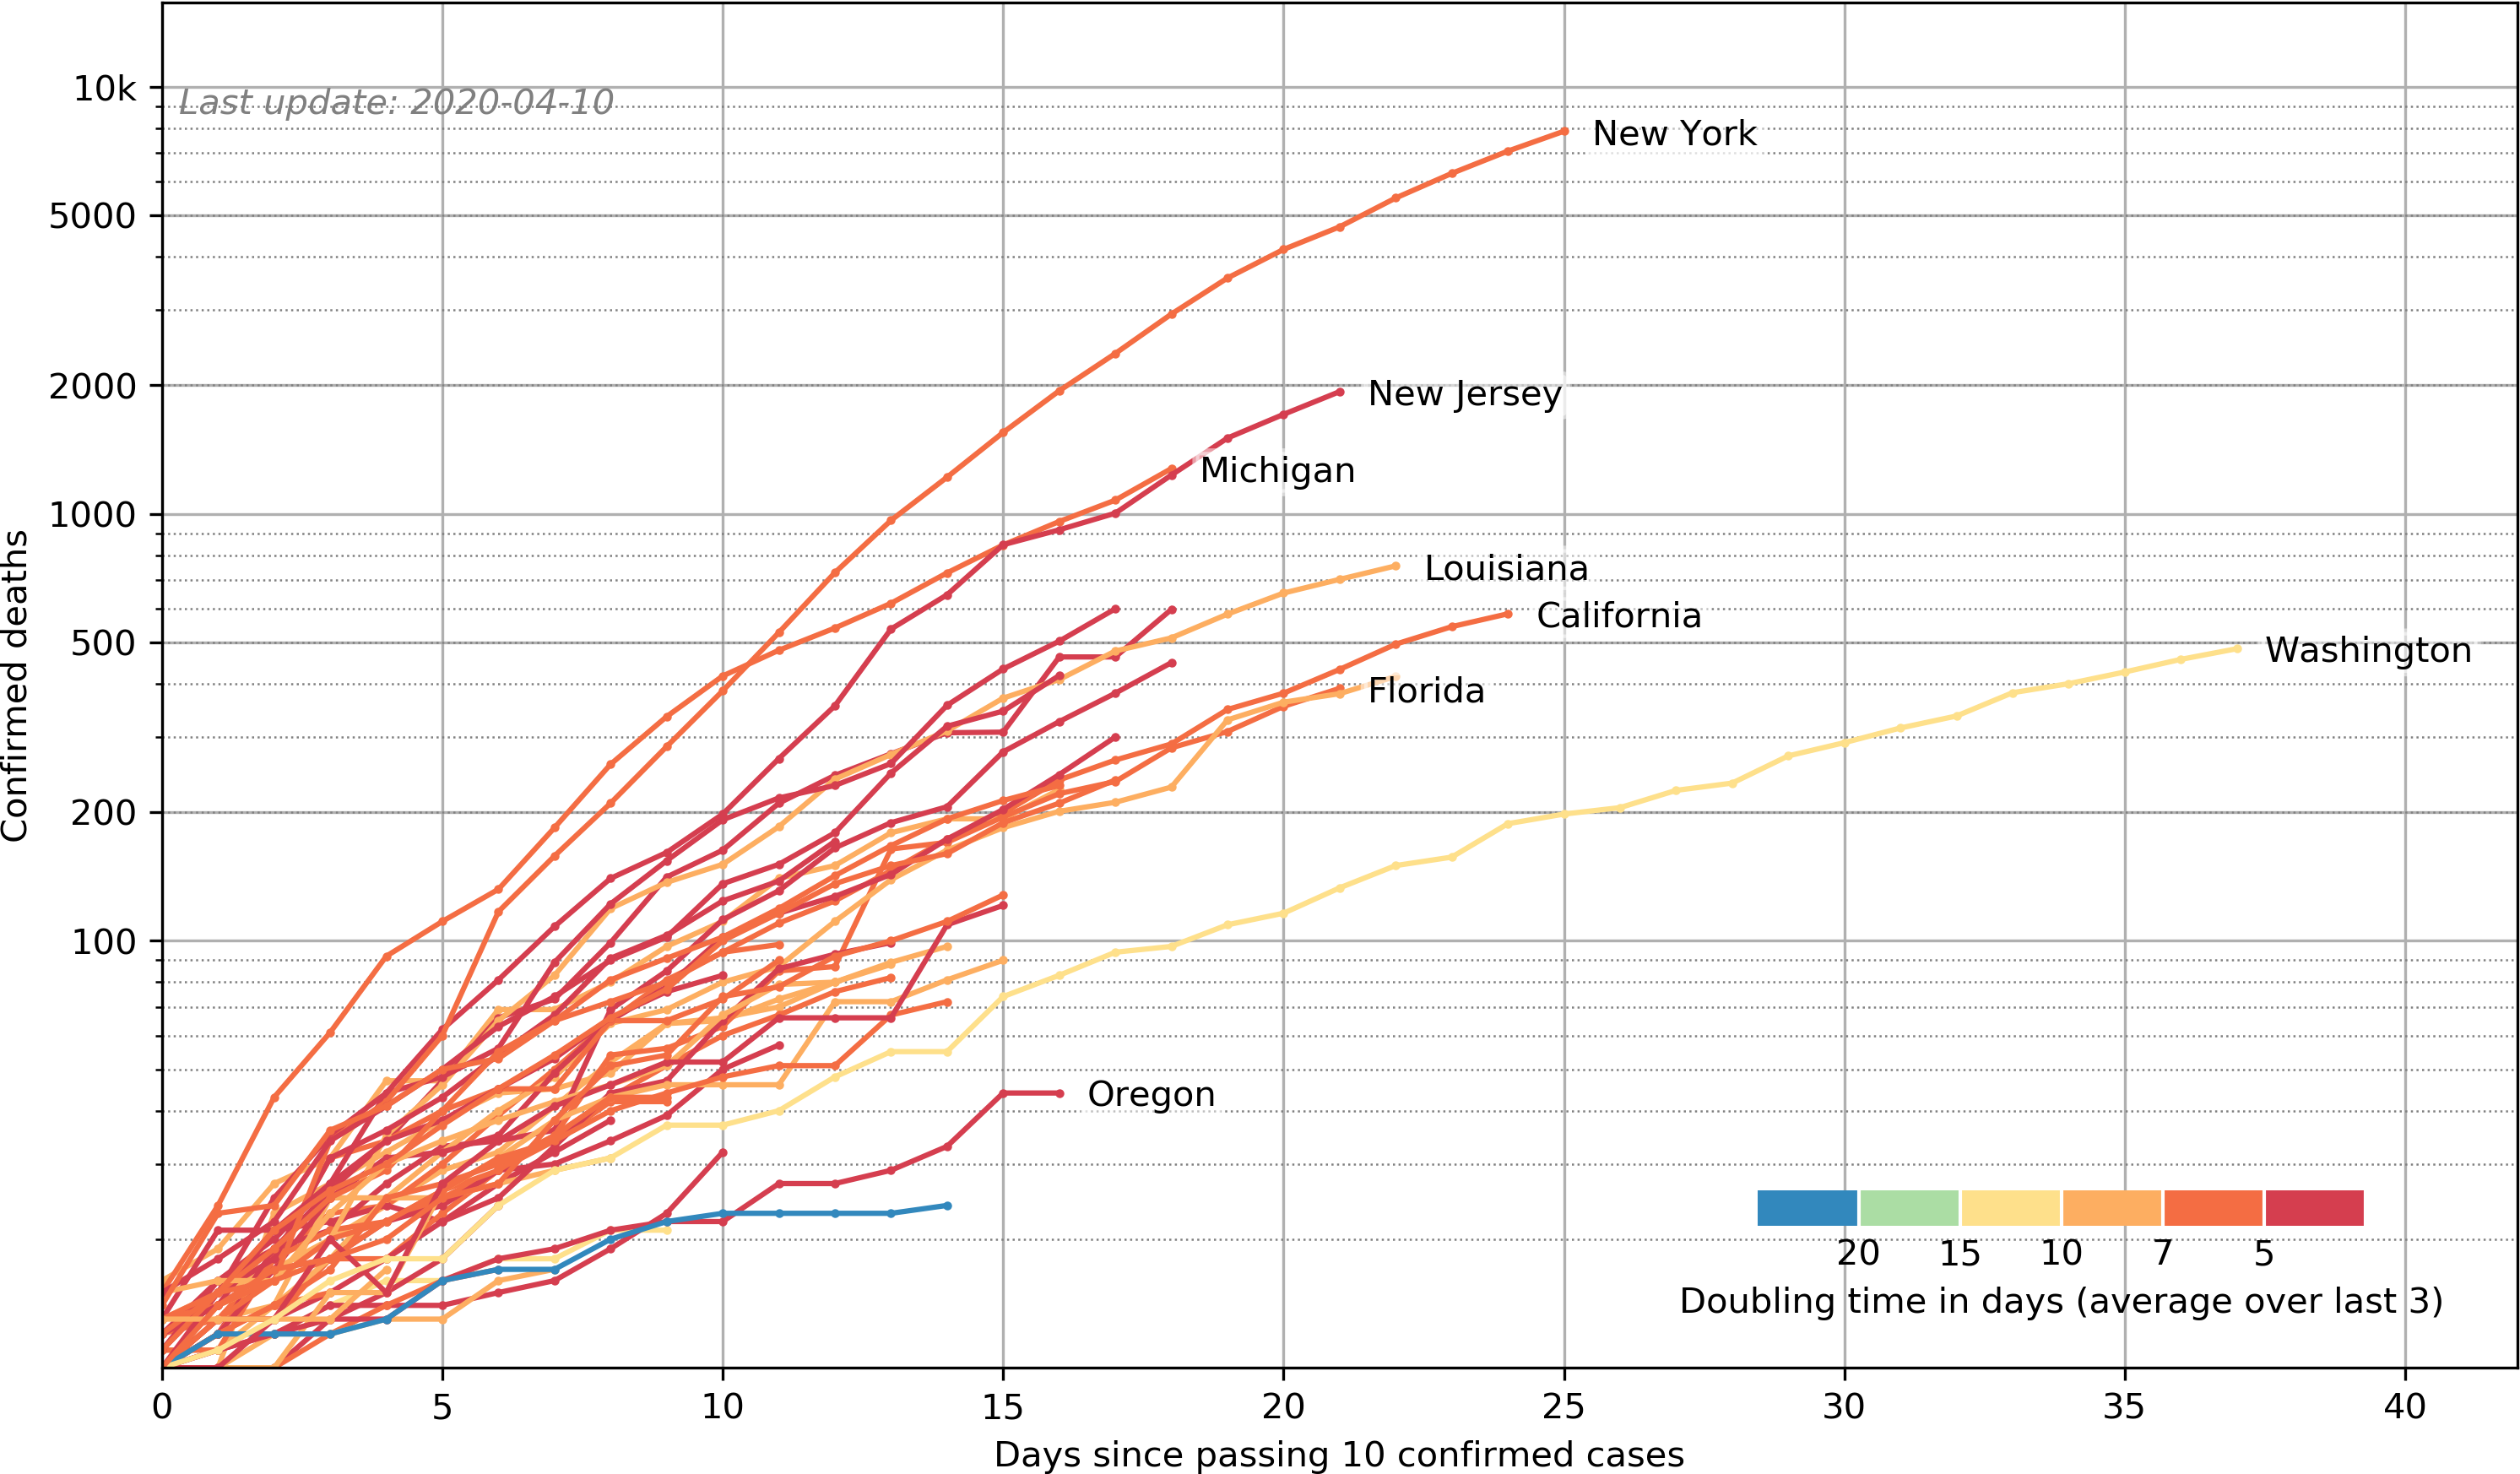 10k
Last update: 2020-04-10
New York
5000
2000
New Jersey
Michigan
1000
Louisiana
California
500
Washington
Florida
200
100
Oregon
Confirmed deaths
20 15 10 7 5
Doubling time in days (average over last 3)
0 5 10 15 20 25 30 35 40
Days since passing 10 confirmed cases